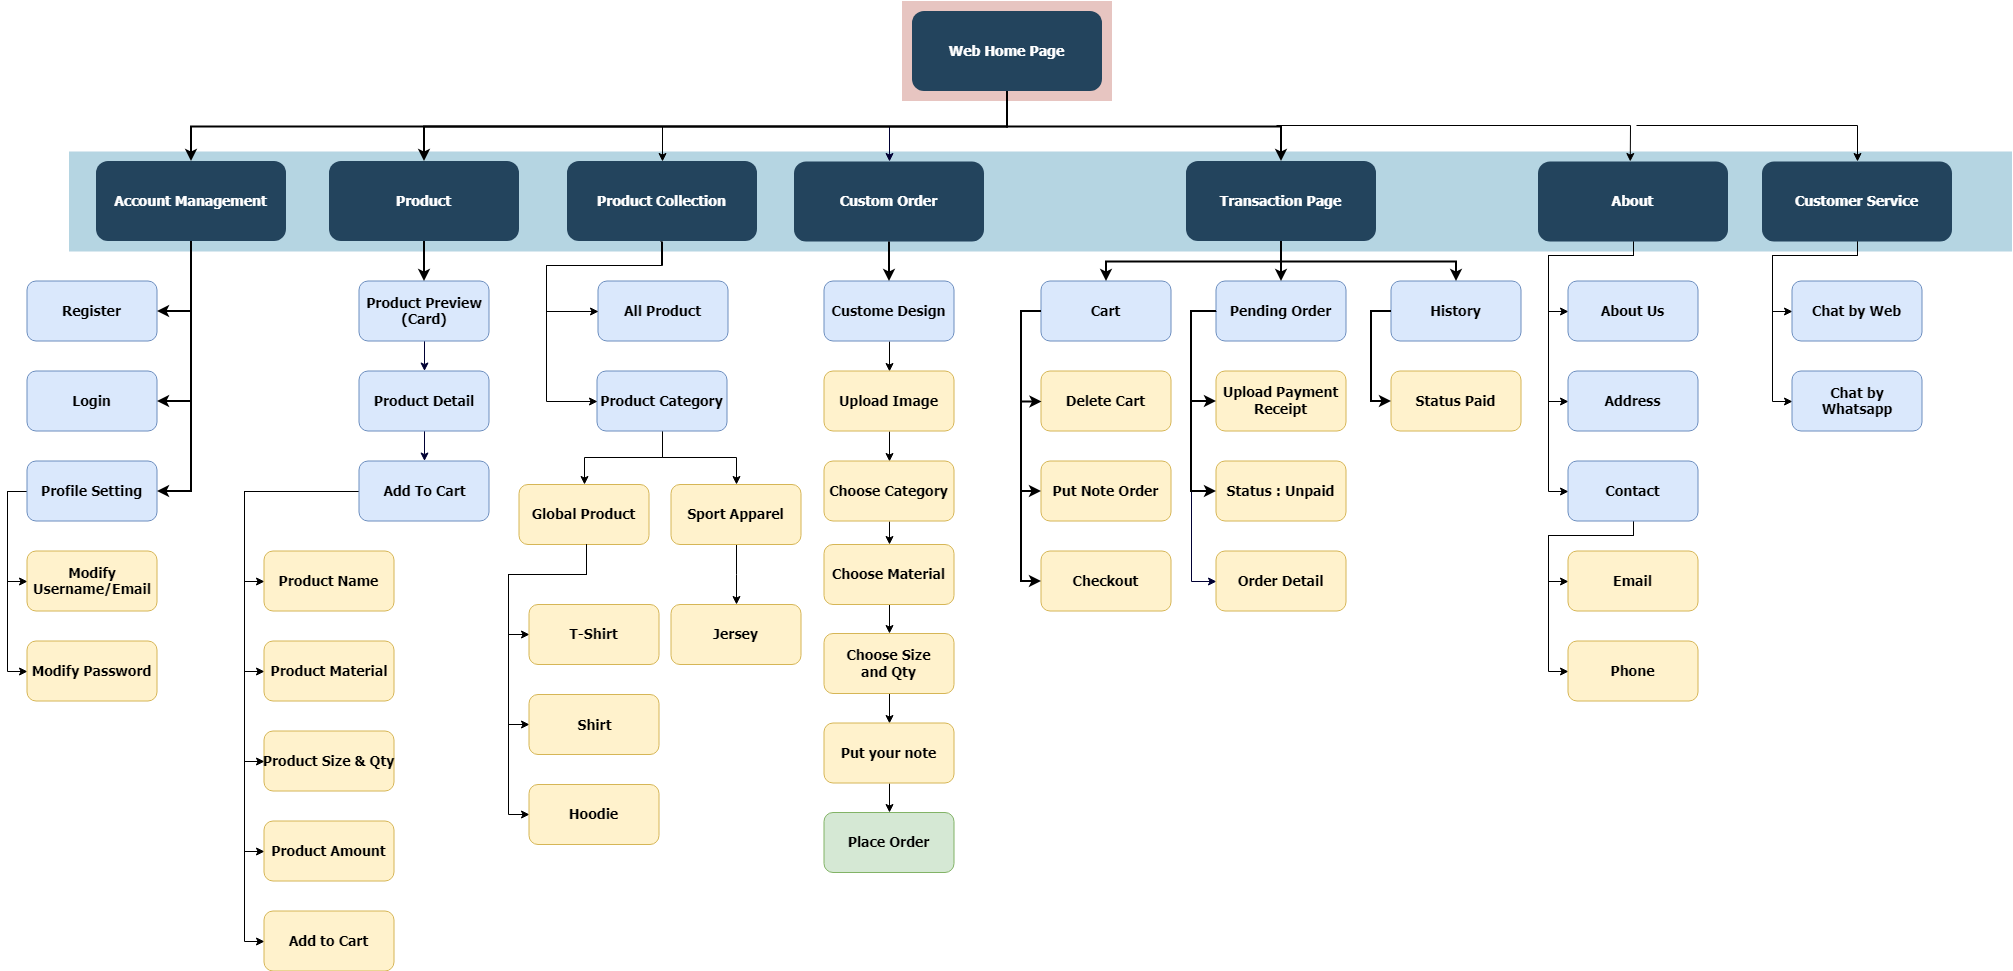 Web Home Page
Account Management
Product
Product Collection
Custom Order
Transaction Page
About
Customer Service
Register
Login
Profile Setting
Modify
Username/Email
Modify Password
Product Preview
(Card)
Product Detail
Add To Cart
Product Name
Product Material
Product Size & Qty
Product Amount
Add to Cart
All Product
Product Category
Global Product
Sport Apparel
T-Shirt
Shirt
Hoodie
Jersey
Custome Design
Upload Image
Choose Category
Choose Material
Choose Size
and Qty
Put your note
Place Order
Cart
Delete Cart
Put Note Order
Checkout
Pending Order
Upload Payment
Receipt
Status : Unpaid
Order Detail
History
Status Paid
About Us
Address
Contact
Email
Phone
Chat by Web
Chat by
Whatsapp